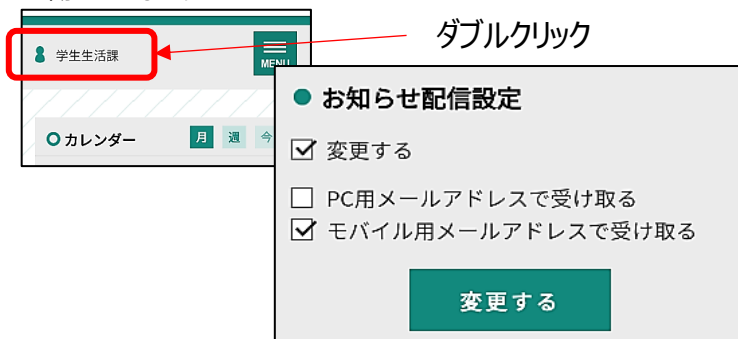 ダブルクリック
学生生活課
MENU
カレンダー
月 週 今
お知らせ配信設定
変更する
PC用メールアドレスで受け取る
モバイル用メールアドレスで受け取る
変更する